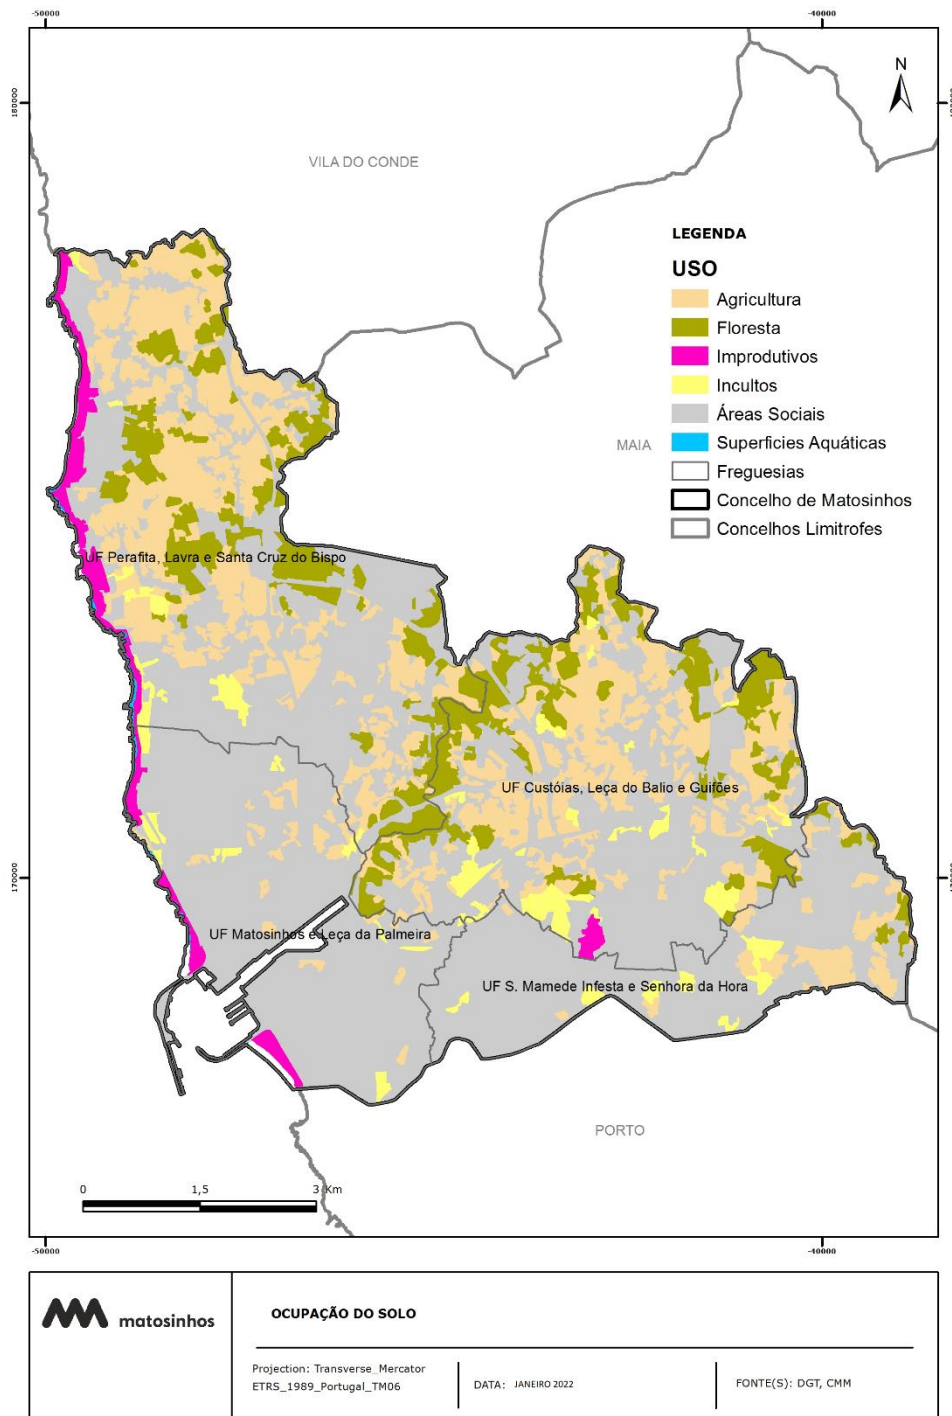 -50000
-40000
180000
180000
N
VILA DO CONDE
LEGENDA
USO
Agricultura
Floresta
Improdutivos
Incultos
Áreas Sociais
Superficies Aquáticas
Freguesias
Concelho de Matosinhos
Concelhos Limitrofes
MAIA
UF Perafita, Lavra e Santa Cruz do Bispo
UF Custóias, Leça do Balio e Guifões
170000
170000
UF Matosinhos e Leça da Palmeira
UF S. Mamede Infesta e Senhora da Hora
PORTO
0 1,5 3 Km
-50000
-40000
matosinhos
OCUPAÇÃO DO SOLO
Projection: Transverse_Mercator
ETRS_1989_Portugal_TM06
DATA: JANEIRO 2022
FONTE(S): DGT, CMM